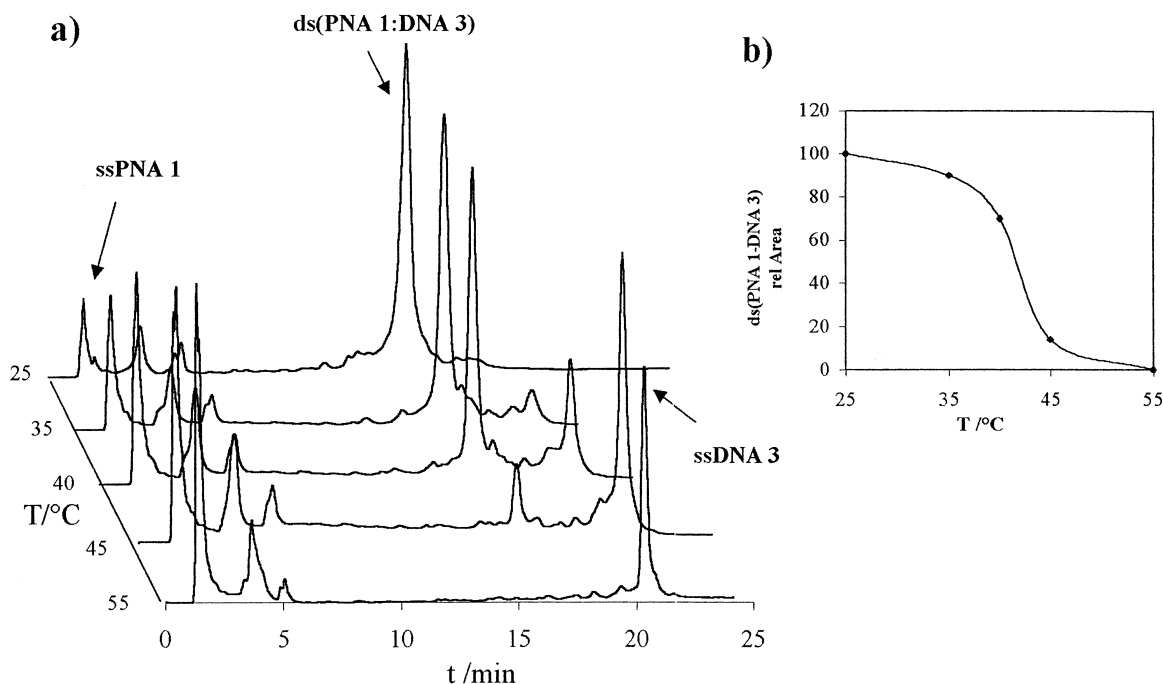 a)
ds(PNA 1:DNA 3)
ssPNA 1
25
35
40
T/°C
45
55
ssDNA 3
0 5 10 15 20 25
t /min
b)
120
100
80
60
40
20
0
ds(PNA 1-DNA 3)
rel Area
25 35 45 55
T /°C